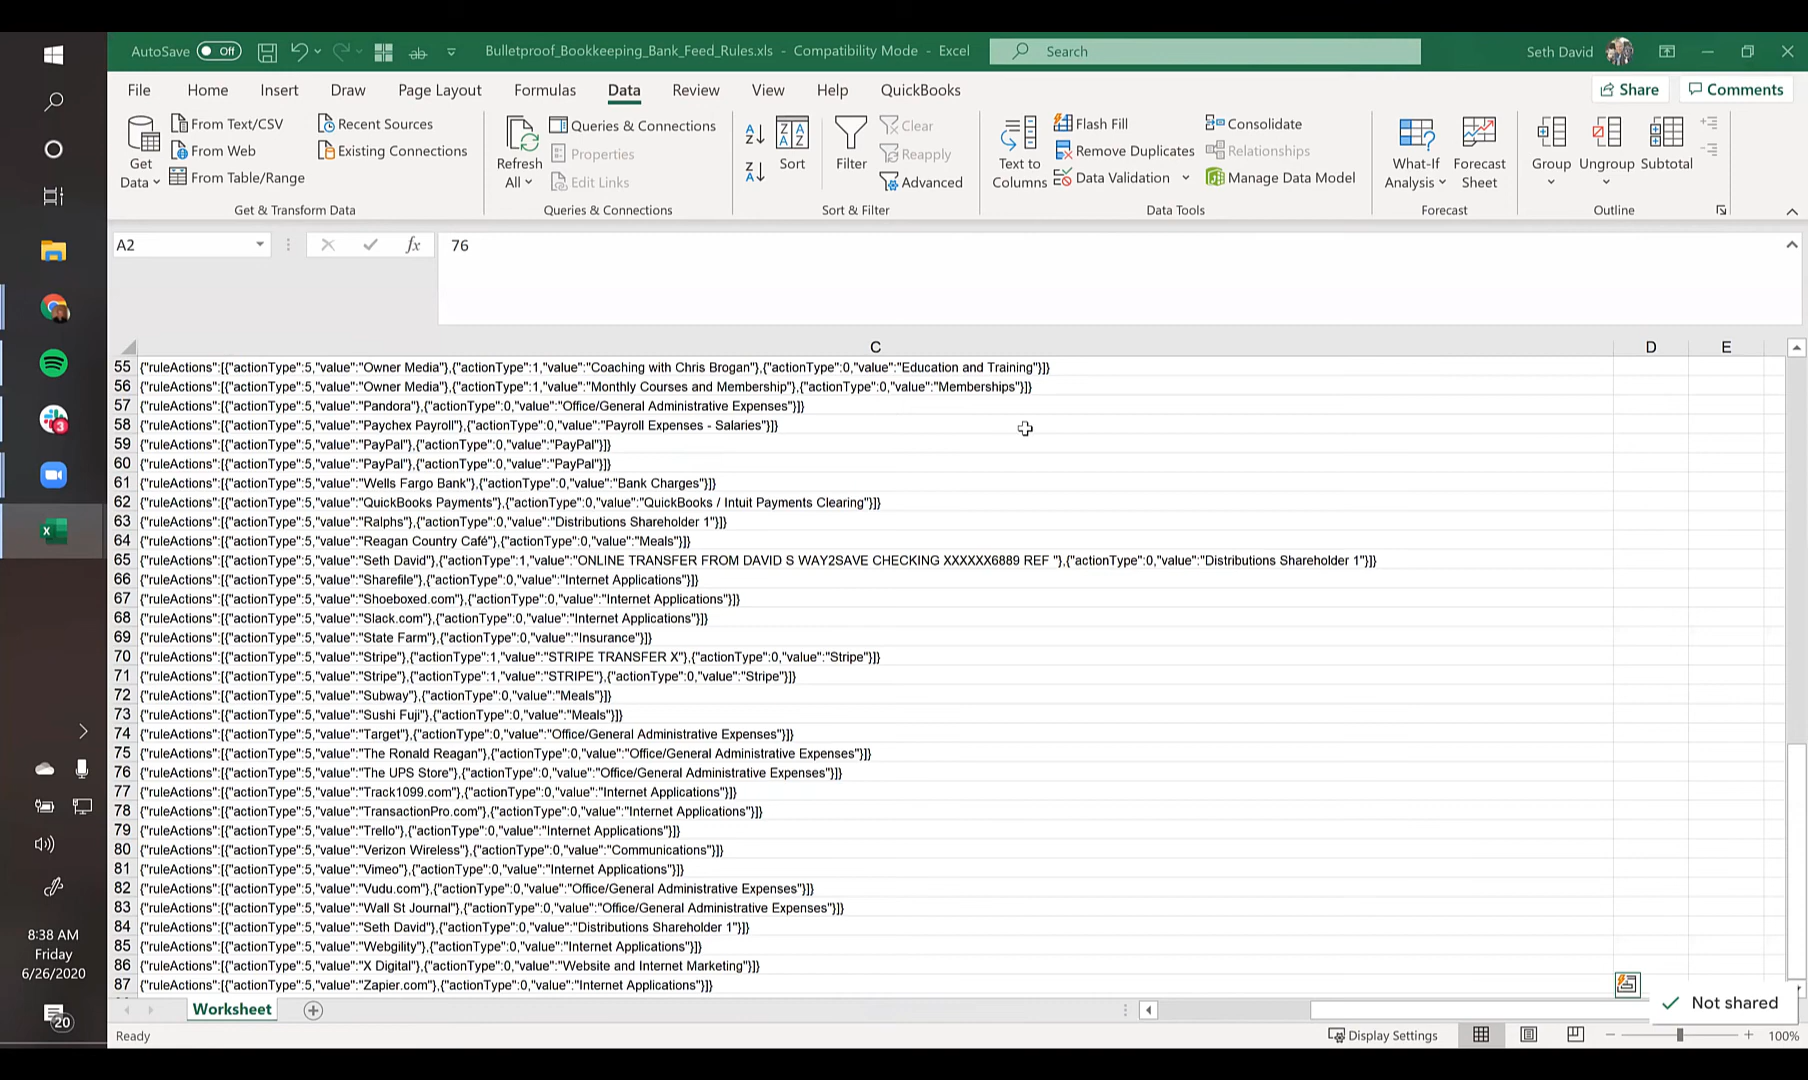 AutoSave Off Bulletproof_Bookkeeping_Bank_Feed_Rules.xls - Compatibility Mode - Excel Search Seth David
File Home Insert Draw Page Layout Formulas Data Review View Help QuickBooks Share Comments
Get Data
From Text/CSV
From Web
From Table/Range
Recent Sources
Existing Connections
Get & Transform Data
Refresh All
Queries & Connections
Properties
Edit Links
Queries & Connections
Sort
Filter
Clear
Reapply
Advanced
Sort & Filter
Text to Columns
Flash Fill
Remove Duplicates
Data Validation
Consolidate
Relationships
Manage Data Model
Data Tools
What-If Analysis
Forecast Sheet
Forecast
Group
Ungroup
Subtotal
Outline
A2 fx 76
C D E
55 {"ruleActions":[{"actionType":5,"value":"Owner Media"},{"actionType":1,"value":"Coaching with Chris Brogan"},{"actionType":0,"value":"Education and Training"}]}
56 {"ruleActions":[{"actionType":5,"value":"Owner Media"},{"actionType":1,"value":"Monthly Courses and Membership"},{"actionType":0,"value":"Memberships"}]}
57 {"ruleActions":[{"actionType":5,"value":"Pandora"},{"actionType":0,"value":"Office/General Administrative Expenses"}]}
58 {"ruleActions":[{"actionType":5,"value":"Paychex Payroll"},{"actionType":0,"value":"Payroll Expenses - Salaries"}]}
59 {"ruleActions":[{"actionType":5,"value":"PayPal"},{"actionType":0,"value":"PayPal"}]}
60 {"ruleActions":[{"actionType":5,"value":"PayPal"},{"actionType":0,"value":"PayPal"}]}
61 {"ruleActions":[{"actionType":5,"value":"Wells Fargo Bank"},{"actionType":0,"value":"Bank Charges"}]}
62 {"ruleActions":[{"actionType":5,"value":"QuickBooks Payments"},{"actionType":0,"value":"QuickBooks / Intuit Payments Clearing"}]}
63 {"ruleActions":[{"actionType":5,"value":"Ralphs"},{"actionType":0,"value":"Distributions Shareholder 1"}]}
64 {"ruleActions":[{"actionType":5,"value":"Reagan Country Café"},{"actionType":0,"value":"Meals"}]}
65 {"ruleActions":[{"actionType":5,"value":"Seth David"},{"actionType":1,"value":"ONLINE TRANSFER FROM DAVID S WAY2SAVE CHECKING XXXXXX6889 REF "},{"actionType":0,"value":"Distributions Shareholder 1"}]}
66 {"ruleActions":[{"actionType":5,"value":"Sharefile"},{"actionType":0,"value":"Internet Applications"}]}
67 {"ruleActions":[{"actionType":5,"value":"Shoeboxed.com"},{"actionType":0,"value":"Internet Applications"}]}
68 {"ruleActions":[{"actionType":5,"value":"Slack.com"},{"actionType":0,"value":"Internet Applications"}]}
69 {"ruleActions":[{"actionType":5,"value":"State Farm"},{"actionType":0,"value":"Insurance"}]}
70 {"ruleActions":[{"actionType":5,"value":"Stripe"},{"actionType":1,"value":"STRIPE TRANSFER X"},{"actionType":0,"value":"Stripe"}]}
71 {"ruleActions":[{"actionType":5,"value":"Stripe"},{"actionType":1,"value":"STRIPE"},{"actionType":0,"value":"Stripe"}]}
72 {"ruleActions":[{"actionType":5,"value":"Subway"},{"actionType":0,"value":"Meals"}]}
73 {"ruleActions":[{"actionType":5,"value":"Sushi Fuji"},{"actionType":0,"value":"Meals"}]}
74 {"ruleActions":[{"actionType":5,"value":"Target"},{"actionType":0,"value":"Office/General Administrative Expenses"}]}
75 {"ruleActions":[{"actionType":5,"value":"The Ronald Reagan"},{"actionType":0,"value":"Office/General Administrative Expenses"}]}
76 {"ruleActions":[{"actionType":5,"value":"The UPS Store"},{"actionType":0,"value":"Office/General Administrative Expenses"}]}
77 {"ruleActions":[{"actionType":5,"value":"Track1099.com"},{"actionType":0,"value":"Internet Applications"}]}
78 {"ruleActions":[{"actionType":5,"value":"TransactionPro.com"},{"actionType":0,"value":"Internet Applications"}]}
79 {"ruleActions":[{"actionType":5,"value":"Trello"},{"actionType":0,"value":"Internet Applications"}]}
80 {"ruleActions":[{"actionType":5,"value":"Verizon Wireless"},{"actionType":0,"value":"Communications"}]}
81 {"ruleActions":[{"actionType":5,"value":"Vimeo"},{"actionType":0,"value":"Internet Applications"}]}
82 {"ruleActions":[{"actionType":5,"value":"Vudu.com"},{"actionType":0,"value":"Office/General Administrative Expenses"}]}
83 {"ruleActions":[{"actionType":5,"value":"Wall St Journal"},{"actionType":0,"value":"Office/General Administrative Expenses"}]}
84 {"ruleActions":[{"actionType":5,"value":"Seth David"},{"actionType":0,"value":"Distributions Shareholder 1"}]}
85 {"ruleActions":[{"actionType":5,"value":"Webgility"},{"actionType":0,"value":"Internet Applications"}]}
86 {"ruleActions":[{"actionType":5,"value":"X Digital"},{"actionType":0,"value":"Website and Internet Marketing"}]}
87 {"ruleActions":[{"actionType":5,"value":"Zapier.com"},{"actionType":0,"value":"Internet Applications"}]}
Worksheet
Not shared
Ready Display Settings 100%
3
8:38 AM
Friday
6/26/2020
20